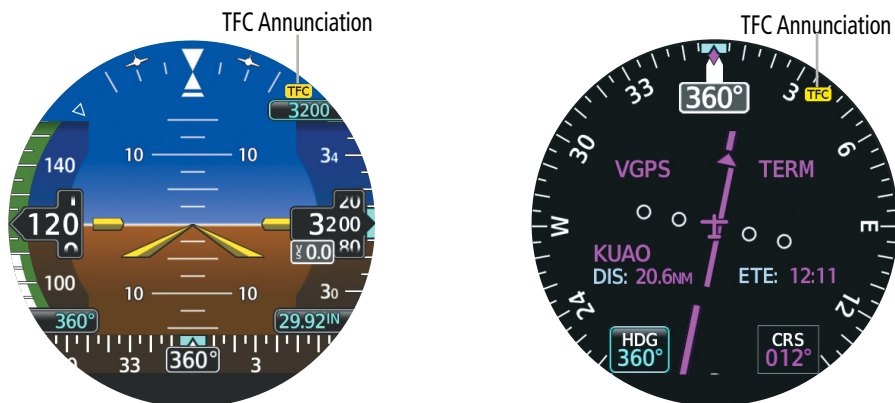 TFC Annunciation
TFC
3200
140
34
10 10
20
120
3200
80
VS 0.0
100
10 10
30
360°
29.92IN
33 360° 3
TFC Annunciation
33 360° 3
TFC
30 6
VGPS TERM
W E
KUAO
DIS: 20.6NM ETE: 12:11
24 12
HDG CRS
360° 012°